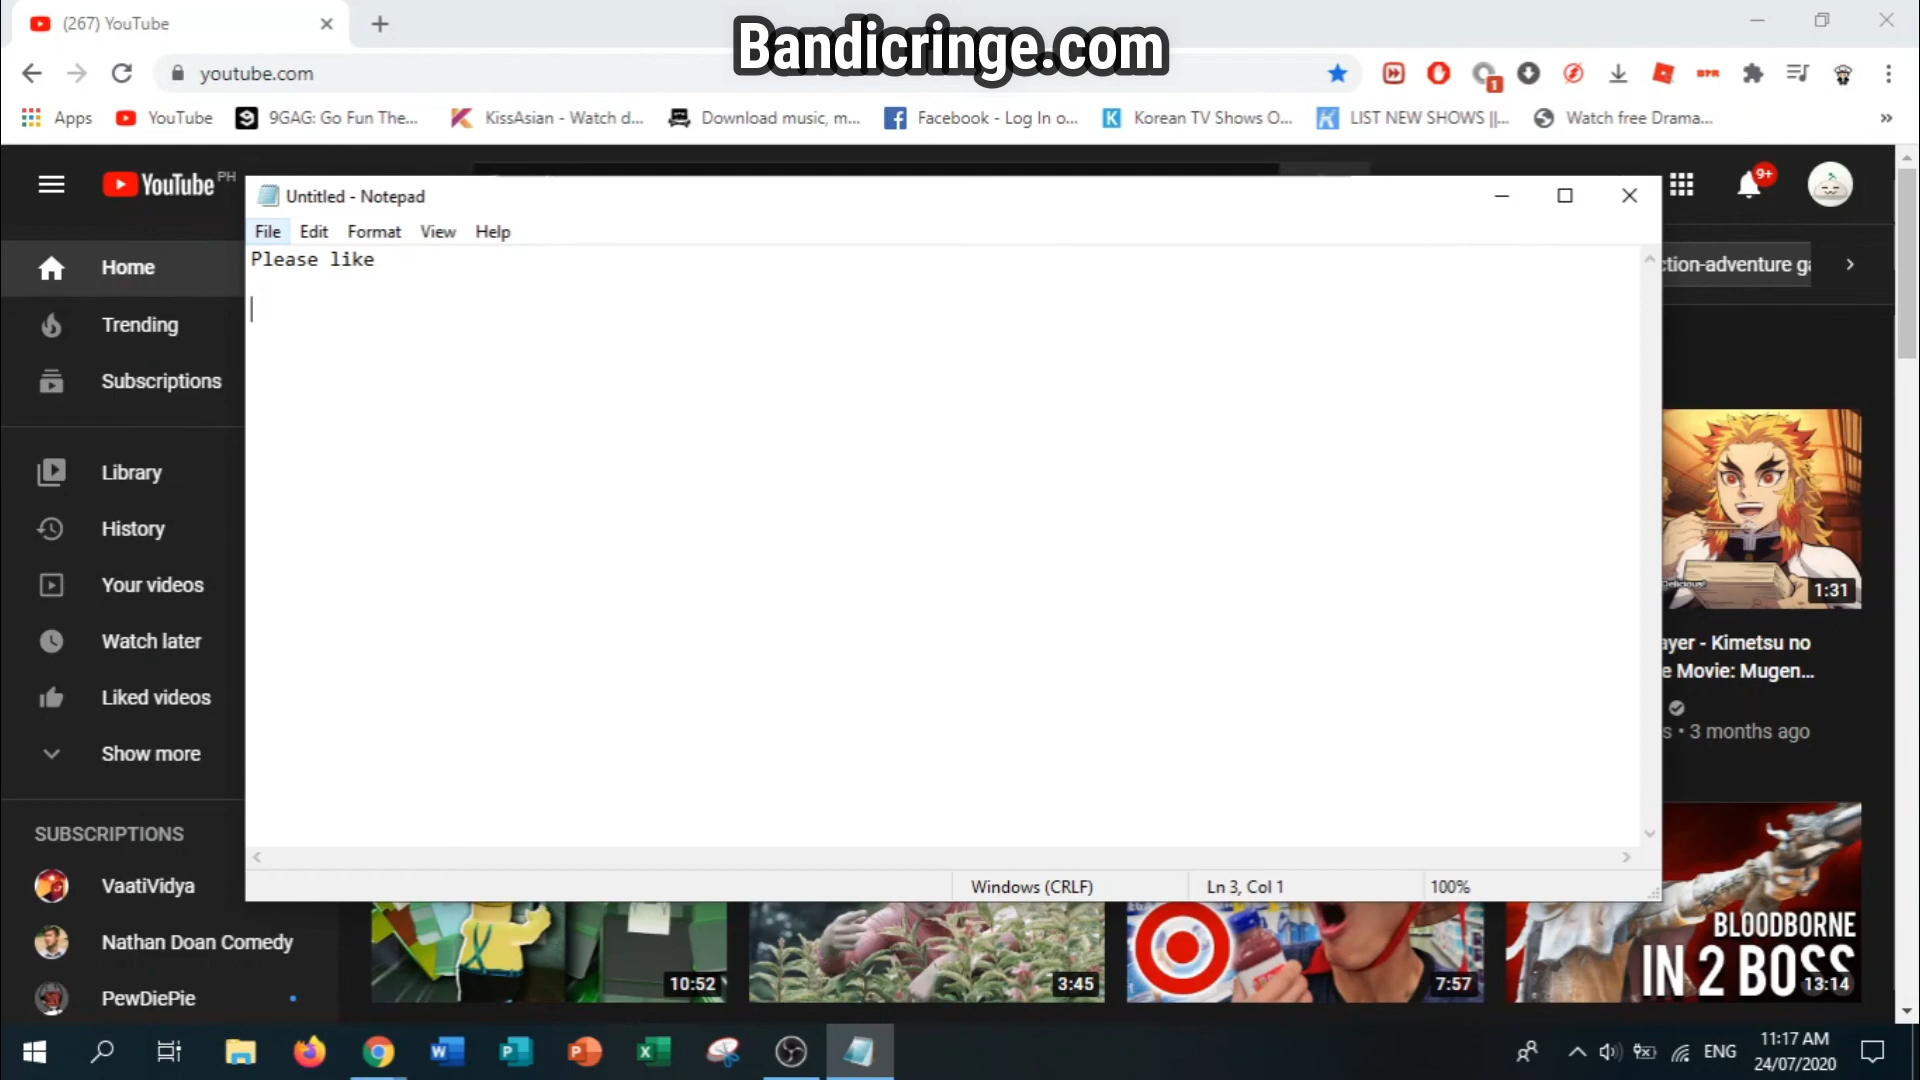 (267) YouTube
Bandicringe.com
youtube.com
1
Apps
YouTube
9GAG: Go Fun The...
KissAsian - Watch d...
Download music, m...
Facebook - Log In o...
Korean TV Shows O...
LIST NEW SHOWS ||...
Watch free Drama...
YouTube PH
9+
Untitled - Notepad
File Edit Format View Help
Please like
Home
Trending
Subscriptions
Library
History
Your videos
Watch later
Liked videos
Show more
SUBSCRIPTIONS
VaatiVidya
Nathan Doan Comedy
PewDiePie
ction-adventure ga
Delicious!
1:31
ayer - Kimetsu no
e Movie: Mugen...
s • 3 months ago
Windows (CRLF)
Ln 3, Col 1
100%
10:52
3:45
7:57
BLOODBORNE
IN 2 BOSS
13:14
ENG
11:17 AM
24/07/2020